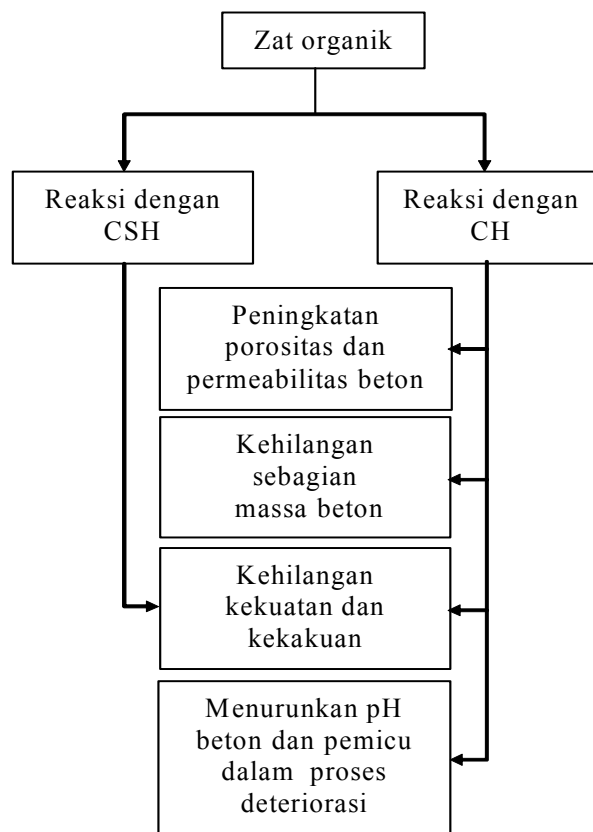 Zat organik
Reaksi dengan
CSH
Reaksi dengan
CH
Peningkatan
porositas dan
permeabilitas beton
Kehilangan
sebagian
massa beton
Kehilangan
kekuatan dan
kekakuan
Menurunkan pH
beton dan pemicu
dalam proses
deteriorasi